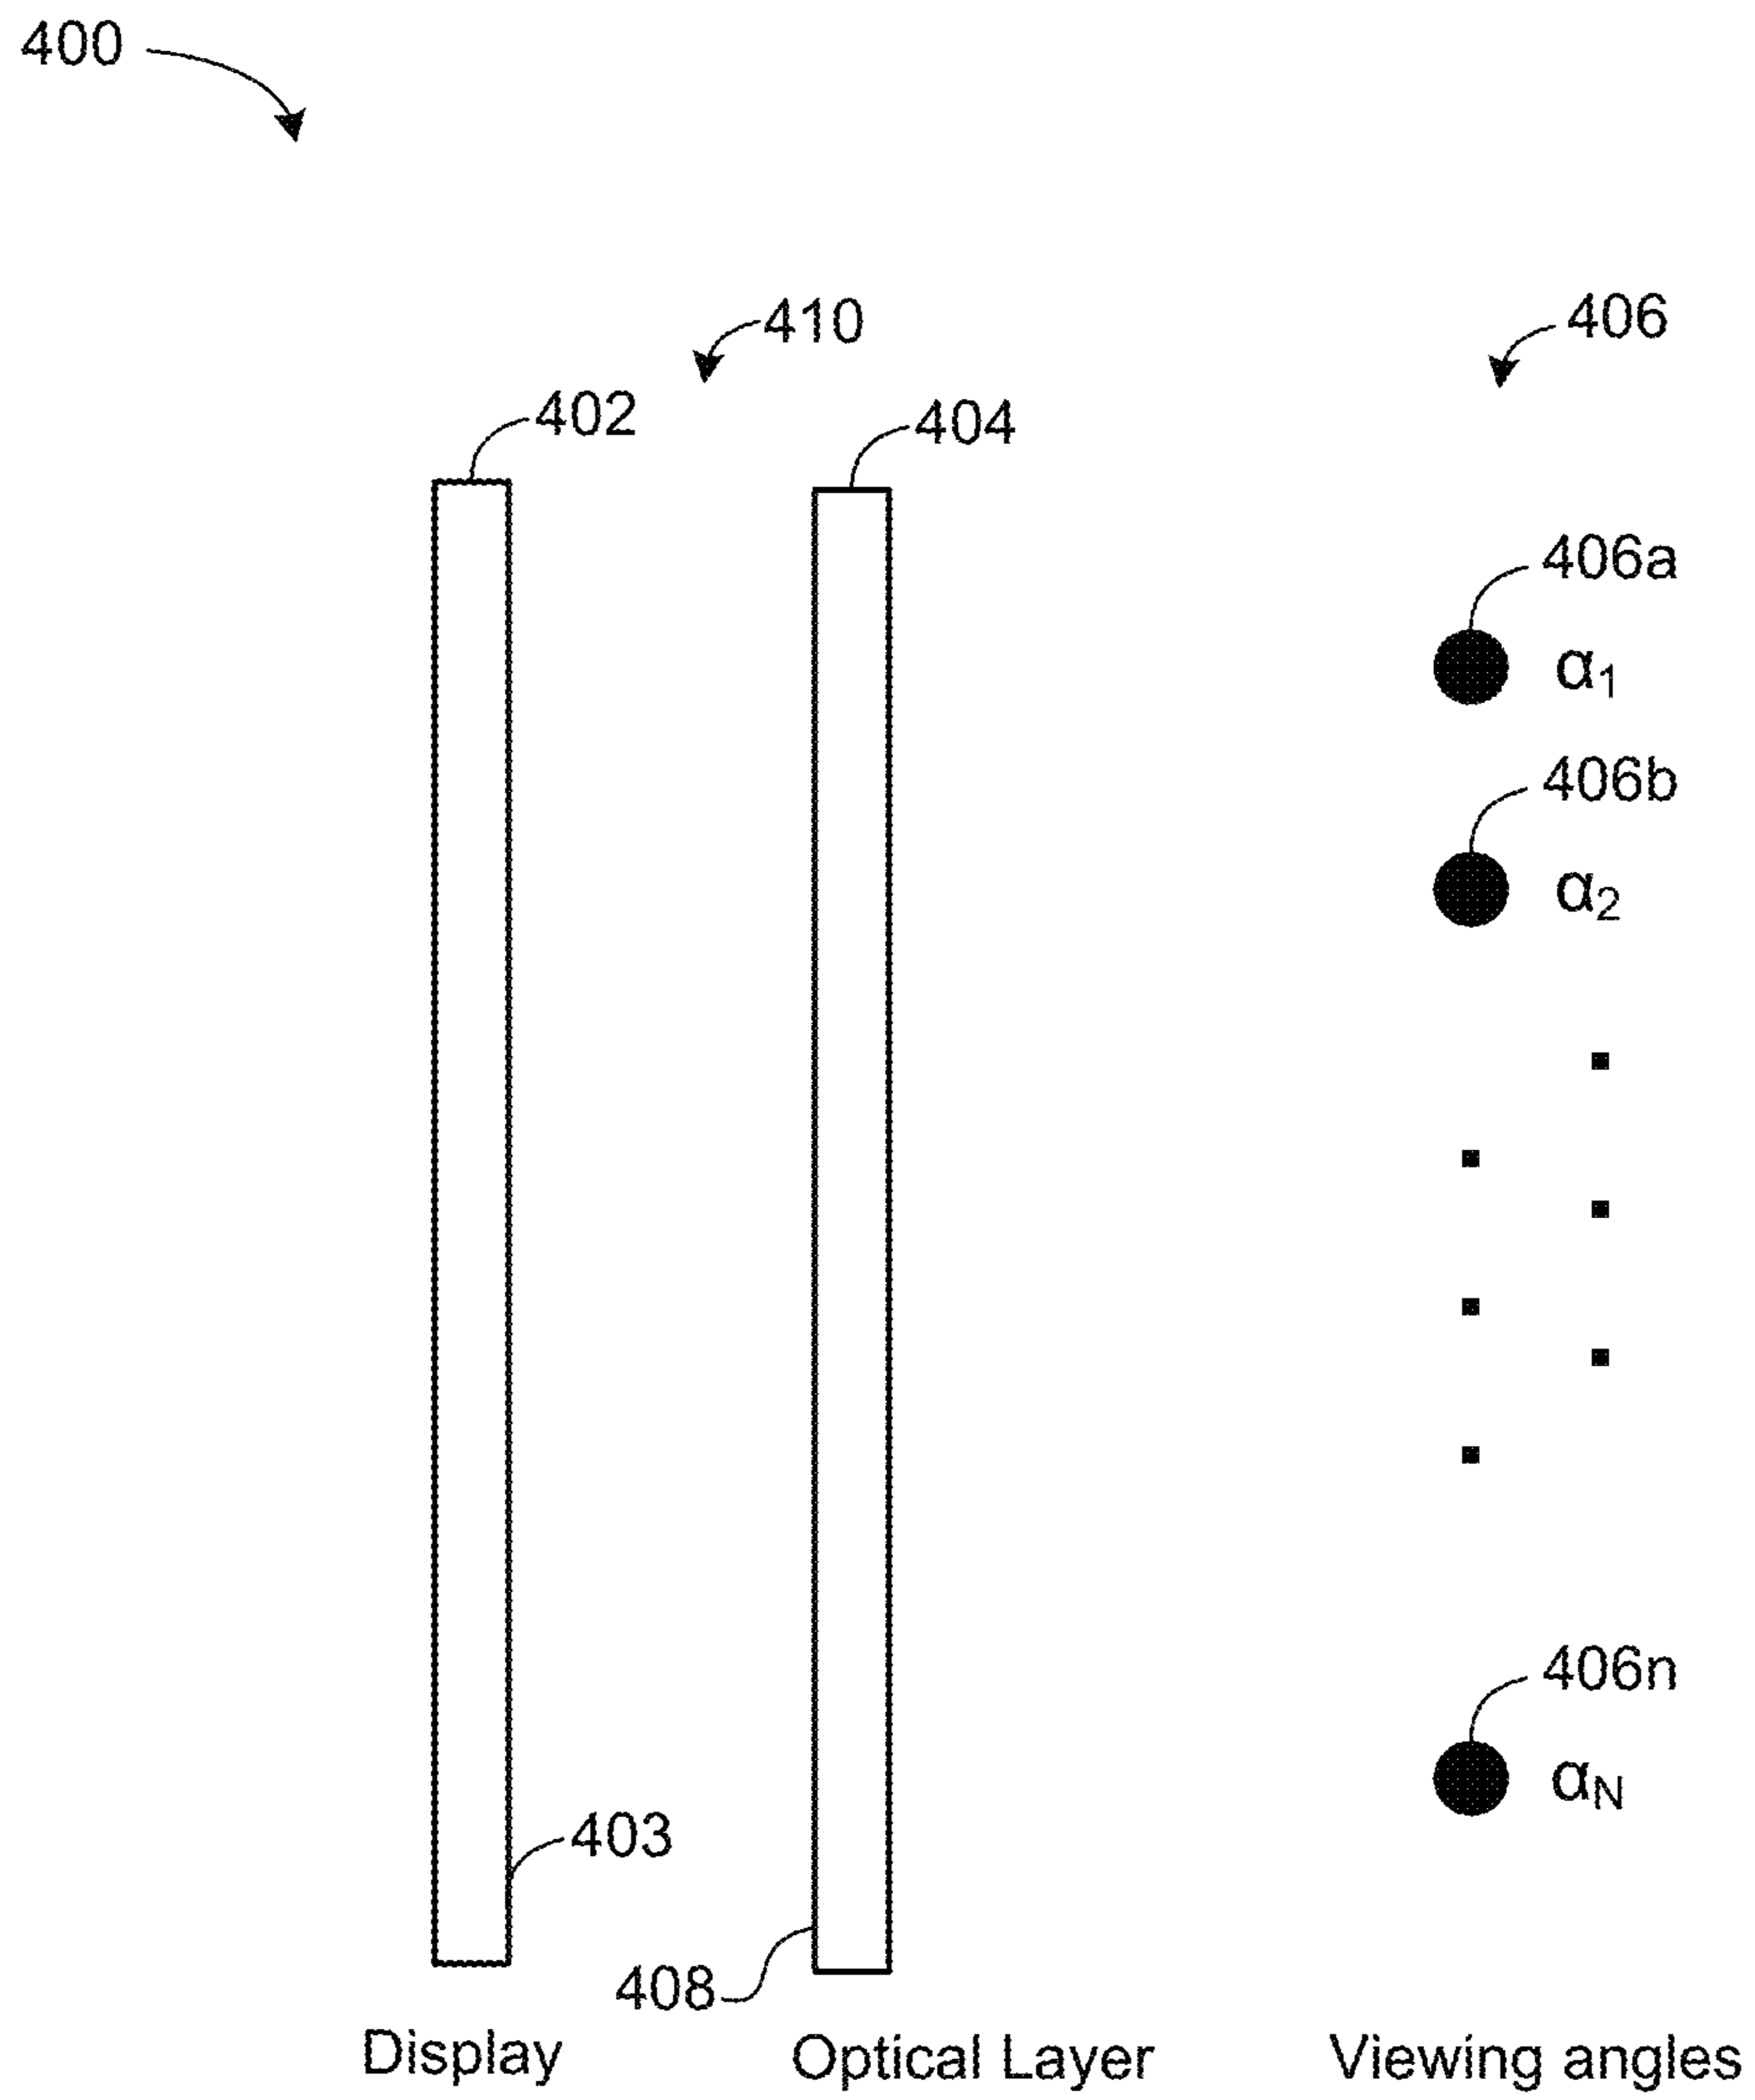 400
410
406
402
404
406a
α1
406b
α2
406n
αN
403
408
Display
Optical Layer
Viewing angles